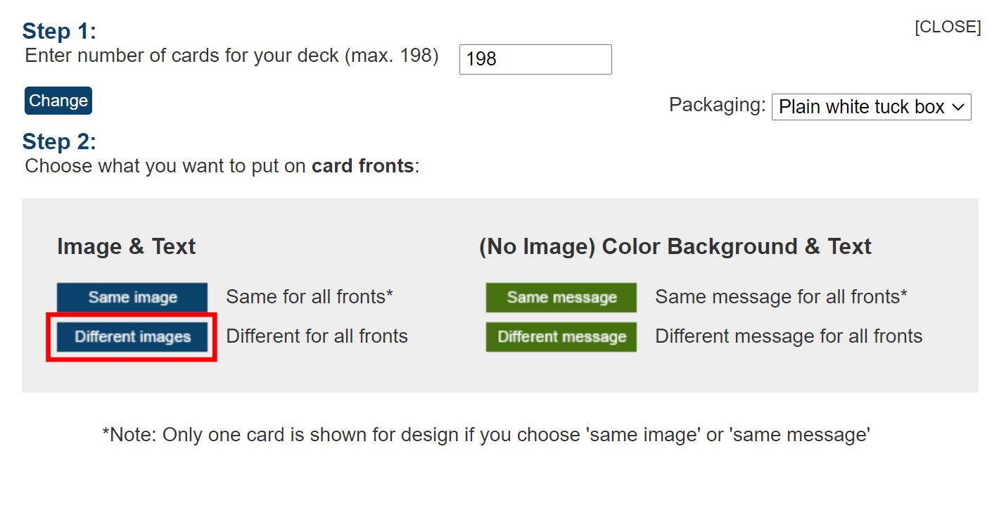 Step 1:
[CLOSE]
Enter number of cards for your deck (max. 198) 198
Change
Packaging: Plain white tuck box
Step 2:
Choose what you want to put on card fronts:
Image & Text
(No Image) Color Background & Text
Same image Same for all fronts*
Same message Same message for all fronts*
Different images Different for all fronts
Different message Different message for all fronts
*Note: Only one card is shown for design if you choose 'same image' or 'same message'